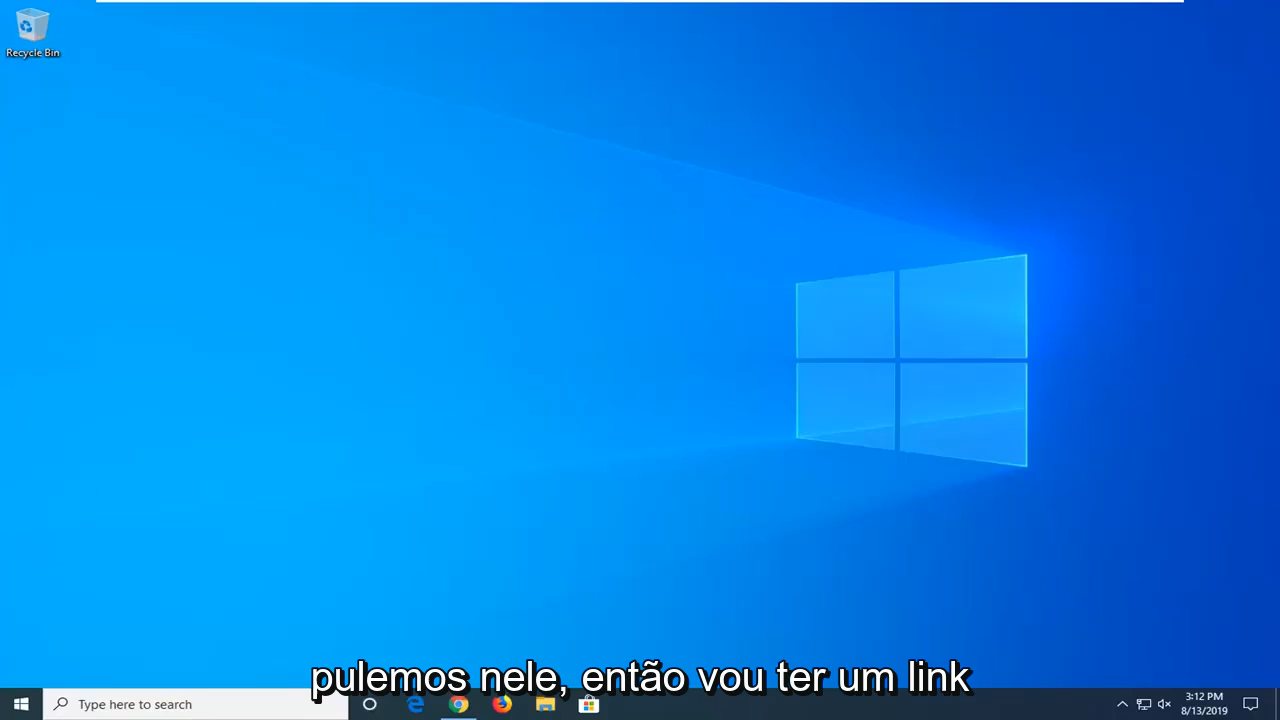 Recycle Bin
pulemos nele, então vou ter um link
Type here to search
3:12 PM
8/13/2019